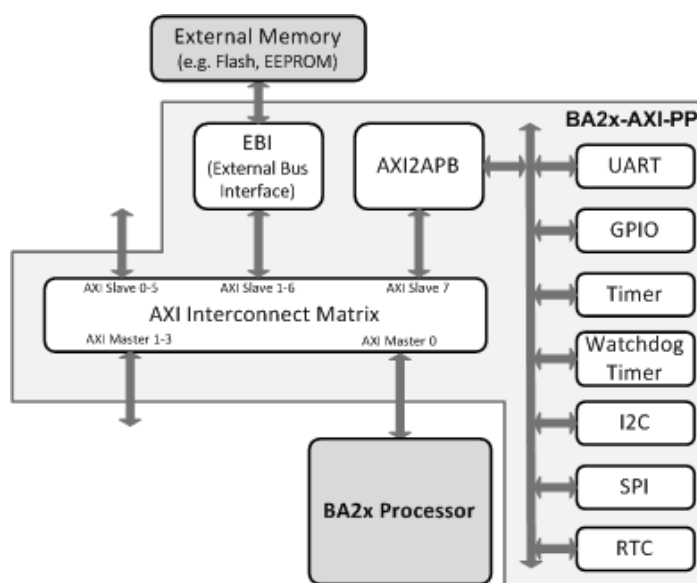 External Memory
(e.g. Flash, EEPROM)
BA2x-AXI-PP
EBI
(External Bus
Interface)
AXI2APB
UART
GPIO
AXI Slave 0-5
AXI Slave 1-6
AXI Slave 7
AXI Interconnect Matrix
AXI Master 1-3
AXI Master 0
Timer
Watchdog
Timer
I2C
BA2x Processor
SPI
RTC